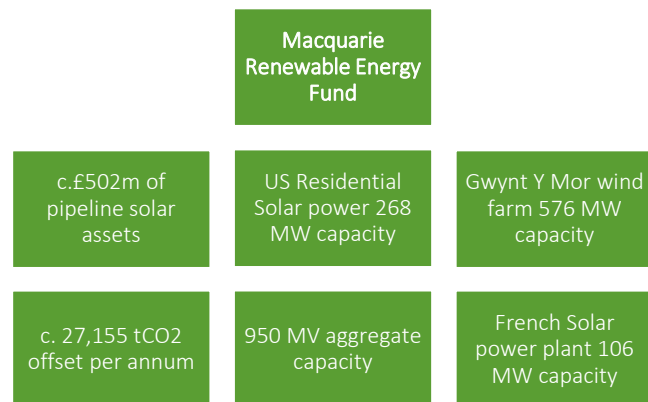 Macquarie
Renewable Energy
Fund
c.£502m of
pipeline solar
assets
US Residential
Solar power 268
MW capacity
Gwynt Y Mor wind
farm 576 MW
capacity
c. 27,155 tCO2
offset per annum
950 MV aggregate
capacity
French Solar
power plant 106
MW capacity